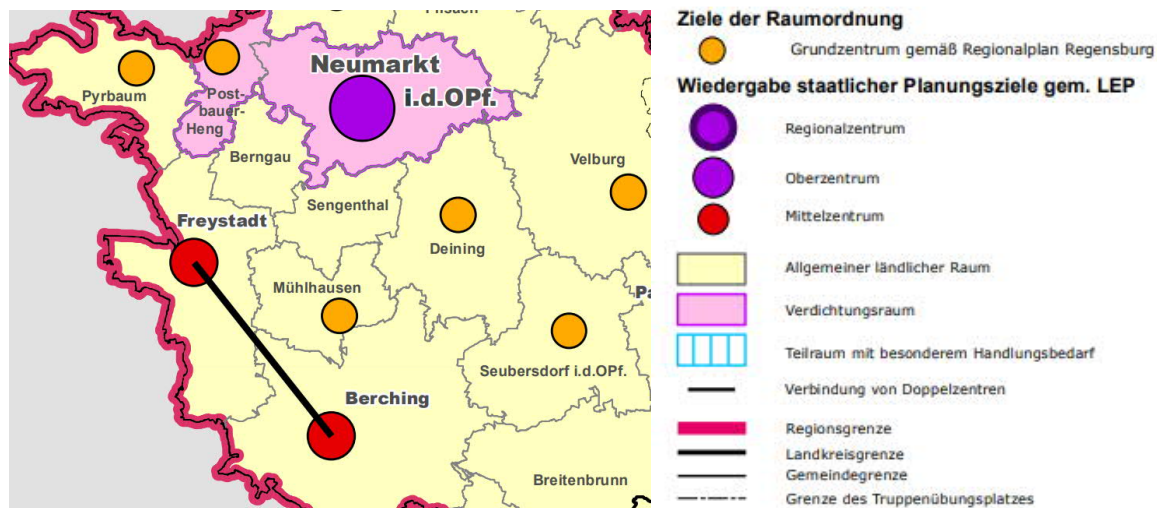 Pilsach
Neumarkt
i.d.OPf.
Pyrbaum
Post-
bauer-
Heng
Berngau
Velburg
Sengenthal
Freystadt
Deining
Mühlhausen
Pa
Seubersdorf i.d.OPf.
Berching
Breitenbrunn
Ziele der Raumordnung
Grundzentrum gemäß Regionalplan Regensburg
Wiedergabe staatlicher Planungsziele gem. LEP
Regionalzentrum
Oberzentrum
Mittelzentrum
Allgemeiner ländlicher Raum
Verdichtungsraum
Teilraum mit besonderem Handlungsbedarf
Verbindung von Doppelzentren
Regionsgrenze
Landkreisgrenze
Gemeindegrenze
Grenze des Truppenübungsplatzes